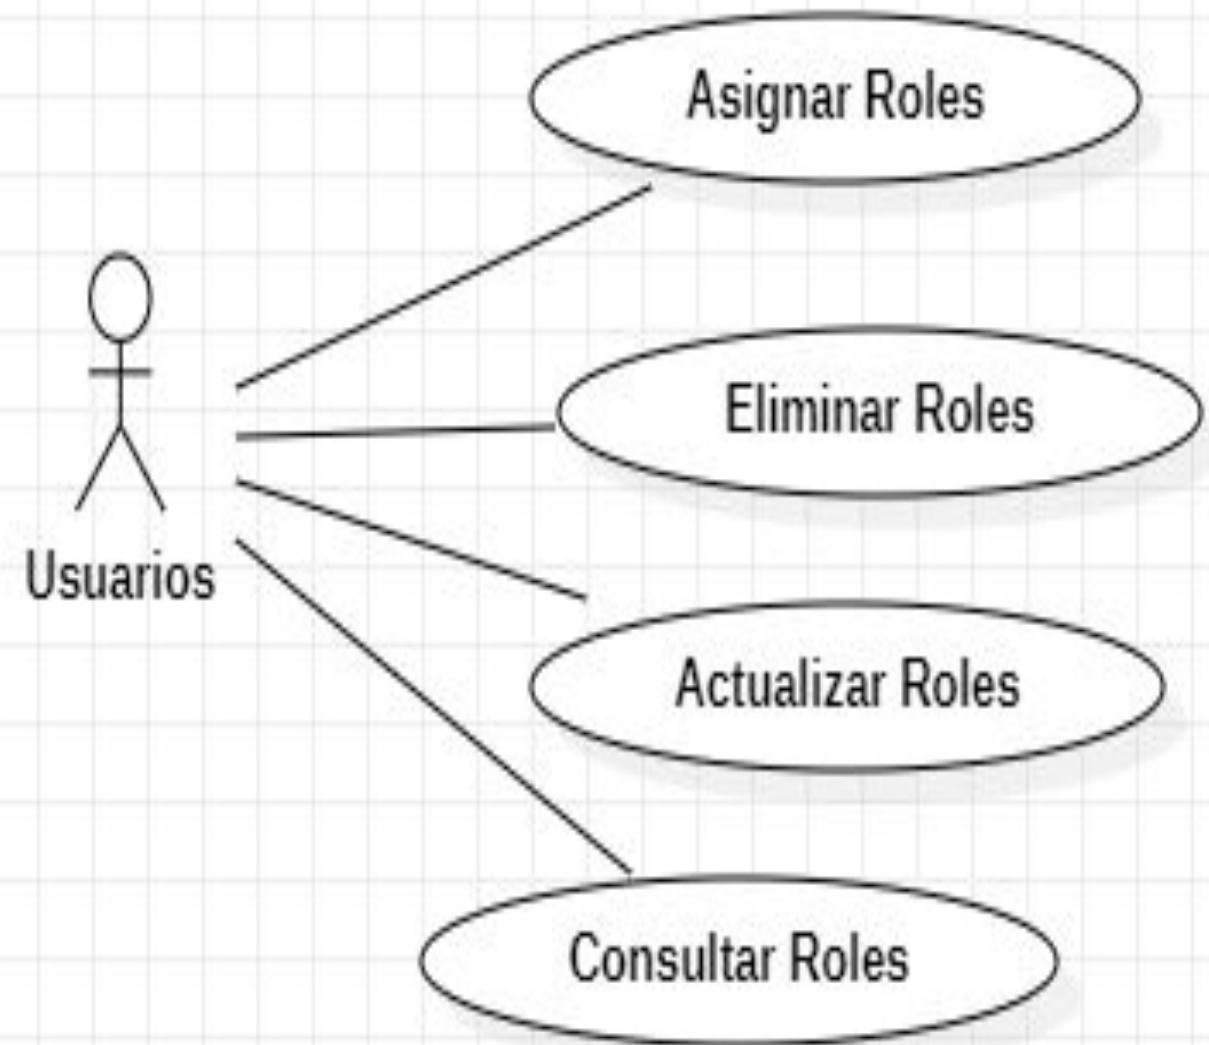 Asignar Roles
Eliminar Roles
Usuarios
Actualizar Roles
Consultar Roles